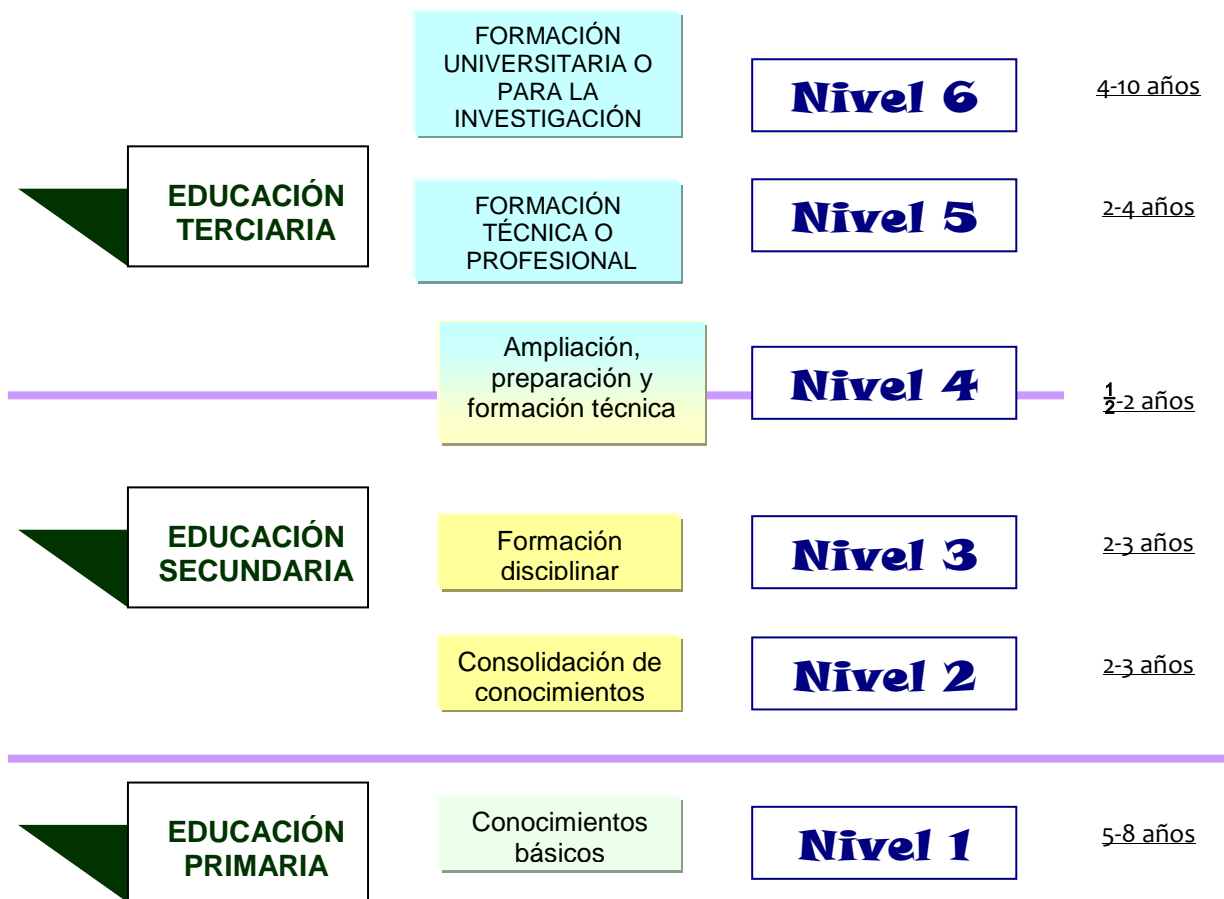 FORMACIÓN
UNIVERSITARIA O
PARA LA
INVESTIGACIÓN
Nivel 6
4-10 años
EDUCACIÓN
TERCIARIA
FORMACIÓN
TÉCNICA O
PROFESIONAL
Nivel 5
2-4 años
Ampliación,
preparación y
formación técnica
Nivel 4
½-2 años
EDUCACIÓN
SECUNDARIA
Formación
disciplinar
Nivel 3
2-3 años
Consolidación de
conocimientos
Nivel 2
2-3 años
EDUCACIÓN
PRIMARIA
Conocimientos
básicos
Nivel 1
5-8 años